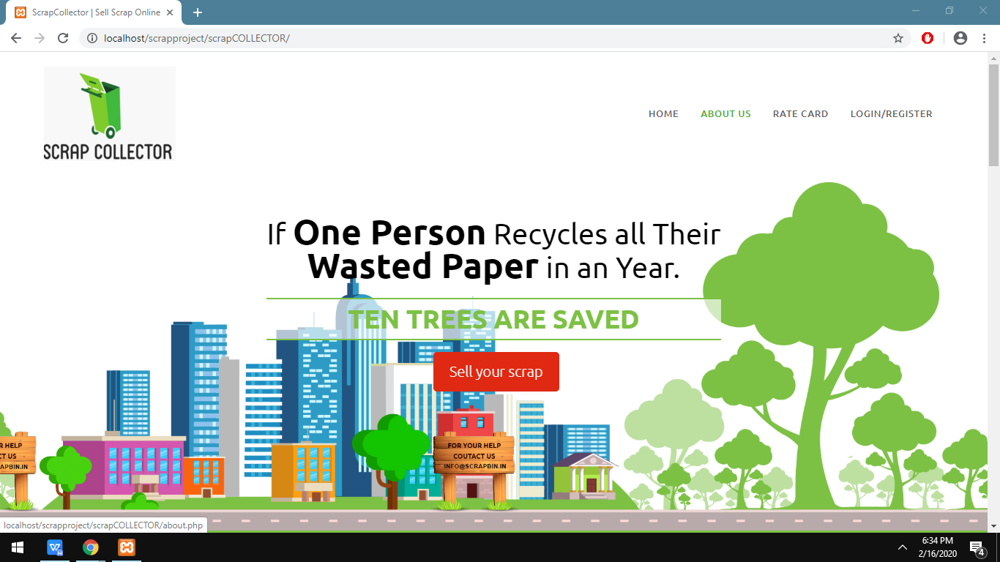 ScrapCollector | Sell Scrap Online
localhost/scrapproject/scrapCOLLECTOR/
SCRAP COLLECTOR
HOME ABOUT US RATE CARD LOGIN/REGISTER
If One Person Recycles all Their
Wasted Paper in an Year.
TEN TREES ARE SAVED
Sell your scrap
R HELP
CT US
RAPBIN.IN
FOR YOUR HELP
COUTACT US
INFO@SCRAPBIN.IN
localhost/scrapproject/scrapCOLLECTOR/about.php
6:34 PM
2/16/2020
4